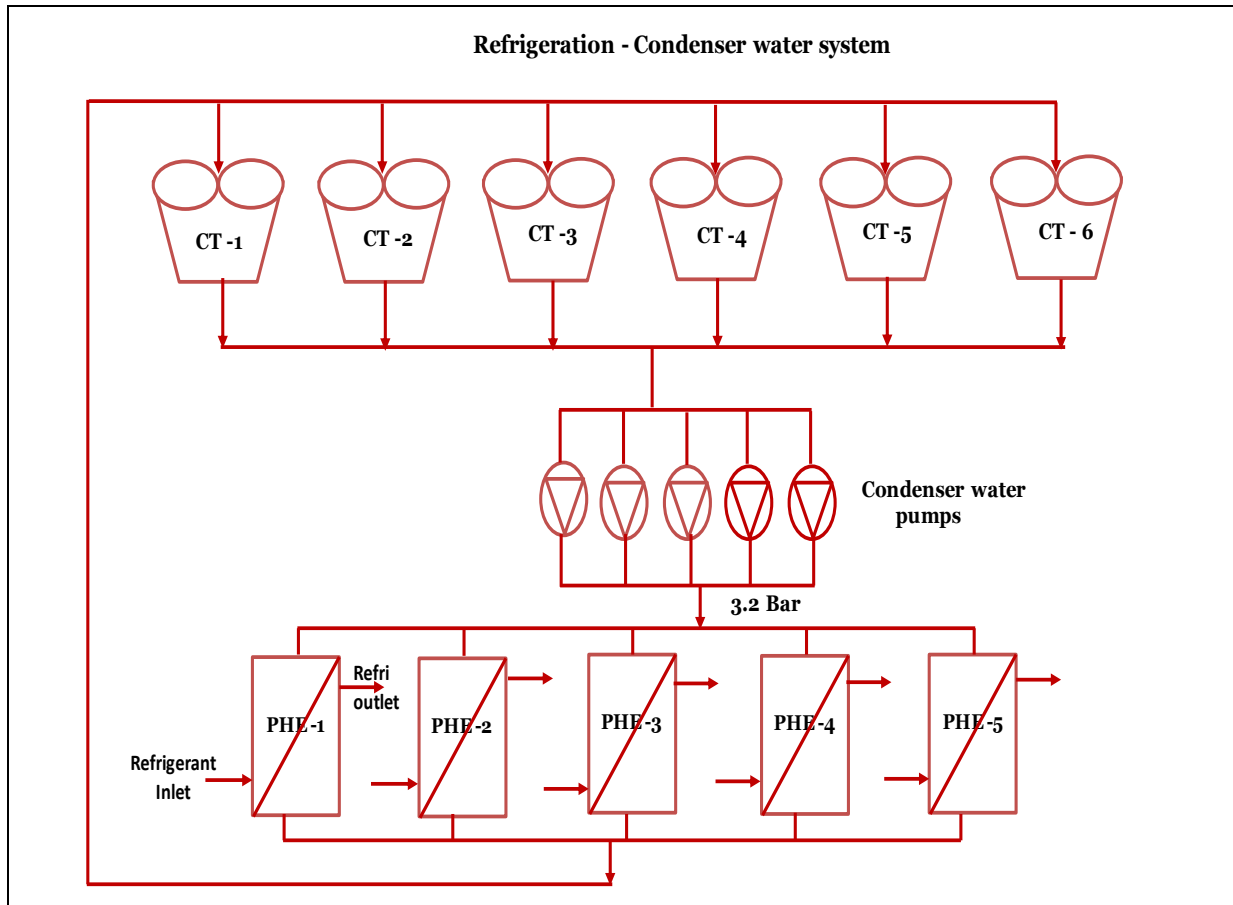 Refrigeration - Condenser water system
CT -1
CT -2
CT -3
CT -4
CT -5
CT - 6
Condenser water
pumps
3.2 Bar
Refri
outlet
PHE-1
PHE-2
PHE-3
PHE-4
PHE-5
Refrigerant
Inlet